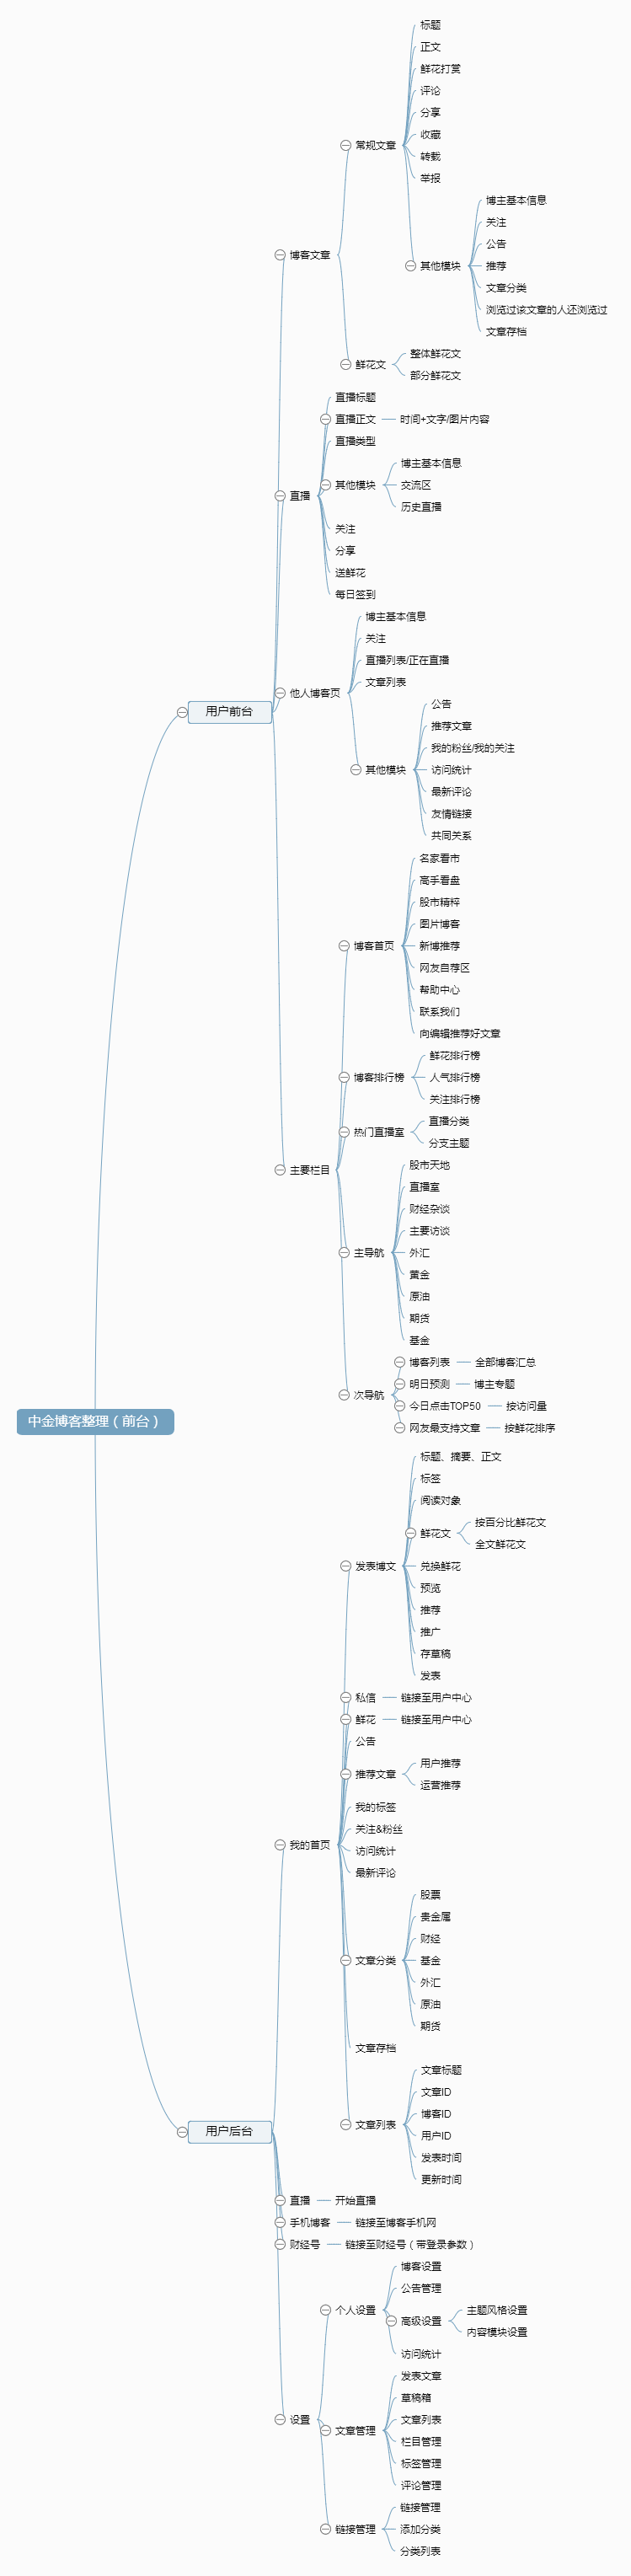 标题
正文
鲜花打赏
评论
分享
收藏
常规文章
转载
举报
博主基本信息
关注
公告
博客文章
其他模块
推荐
文章分类
浏览过该文章的人还浏览过
文章存档
整体鲜花文
鲜花文
部分鲜花文
直播标题
直播正文
时间+文字/图片内容
直播类型
博主基本信息
直播
其他模块
交流区
历史直播
关注
分享
送鲜花
每日签到
博主基本信息
关注
直播列表/正在直播
他人博客页
文章列表
用户前台
公告
推荐文章
我的粉丝/我的关注
其他模块
访问统计
最新评论
友情链接
共同关系
名家看市
高手看盘
股市精粹
图片博客
博客首页
新博推荐
网友自荐区
帮助中心
联系我们
向编辑推荐好文章
鲜花排行榜
博客排行榜
人气排行榜
关注排行榜
直播分类
热门直播室
分支主题
主要栏目
股市天地
直播室
财经杂谈
主要访谈
主导航
外汇
黄金
原油
期货
基金
博客列表
全部博客汇总
明日预测
博主专题
次导航
今日点击TOP50
按访问量
中金博客整理（前台）
网友最支持文章
按鲜花排序
标题、摘要、正文
标签
阅读对象
按百分比鲜花文
鲜花文
全文鲜花文
发表博文
兑换鲜花
预览
推荐
推广
存草稿
发表
私信
链接至用户中心
鲜花
链接至用户中心
公告
用户推荐
推荐文章
运营推荐
我的标签
关注&粉丝
我的首页
访问统计
最新评论
股票
贵金属
财经
文章分类
基金
外汇
原油
期货
文章存档
文章标题
文章ID
博客ID
文章列表
用户后台
用户ID
发表时间
更新时间
直播
开始直播
手机博客
链接至博客手机网
财经号
链接至财经号（带登录参数）
博客设置
公告管理
个人设置
主题风格设置
高级设置
内容模块设置
访问统计
发表文章
草稿箱
设置
文章列表
文章管理
栏目管理
标签管理
评论管理
链接管理
链接管理
添加分类
分类列表